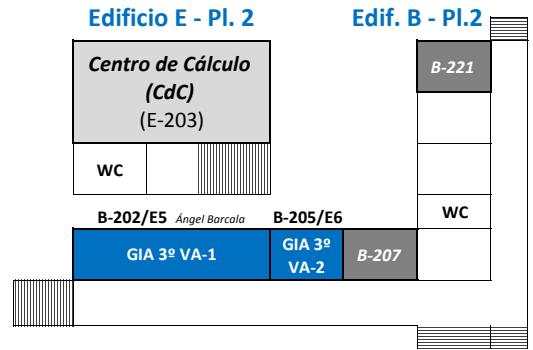 Edificio E - Pl. 2
Edif. B - Pl.2
Centro de Cálculo
(CdC)
(E-203)
B-221
WC
WC
B-202/E5 Ángel Barcala
B-205/E6
GIA 3º VA-1
GIA 3º
VA-2
B-207